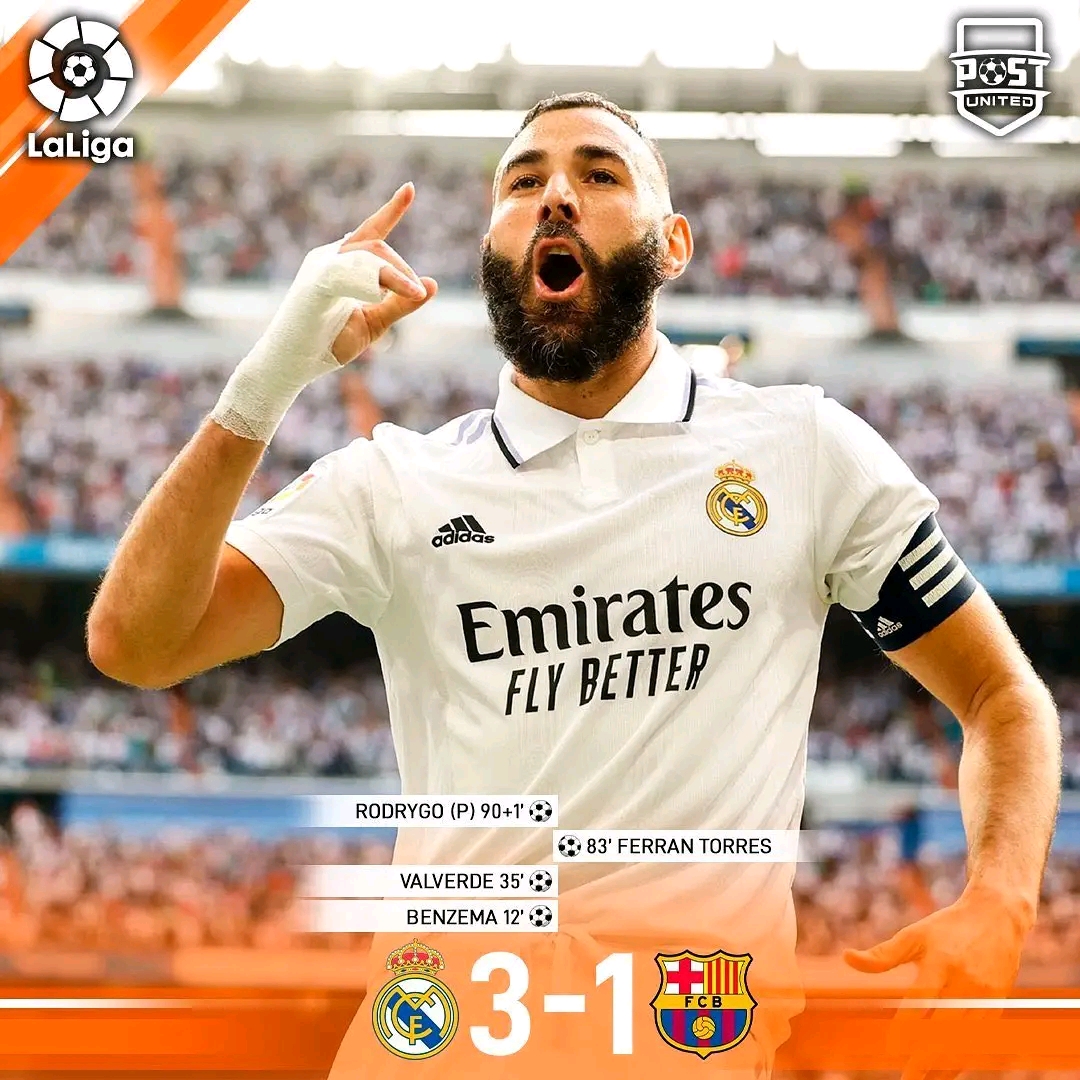 LaLiga
POST
UNITED
adidas
Emirates
FLY BETTER
adidas
RODRYGO (P) 90+1'
83' FERRAN TORRES
VALVERDE 35'
BENZEMA 12'
3-1
FCB